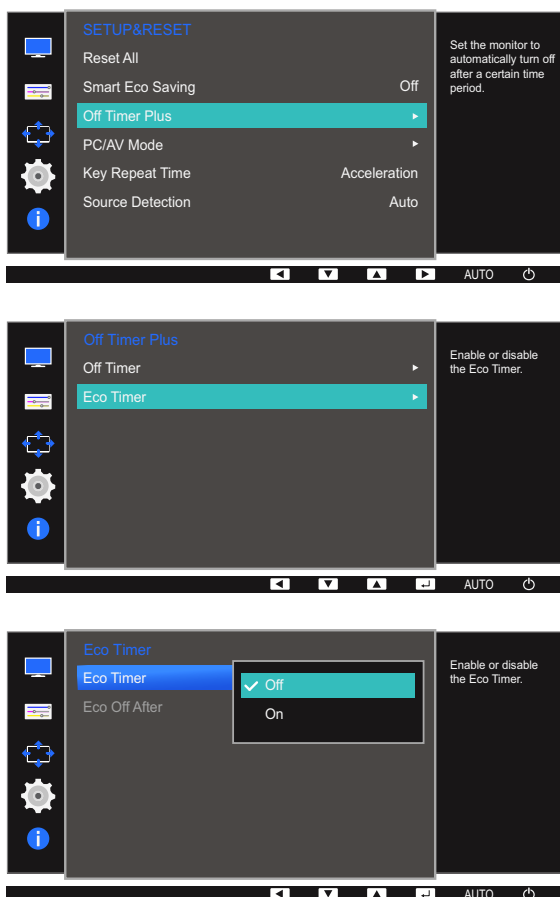 SETUP&RESET
Reset All
Smart Eco Saving Off
Off Timer Plus
PC/AV Mode
Key Repeat Time Acceleration
Source Detection Auto
Set the monitor to
automatically turn off
after a certain time
period.
AUTO
Off Timer Plus
Off Timer
Eco Timer
Enable or disable
the Eco Timer.
AUTO
Eco Timer
Eco Timer
Eco Off After
Off
On
Enable or disable
the Eco Timer.
AUTO